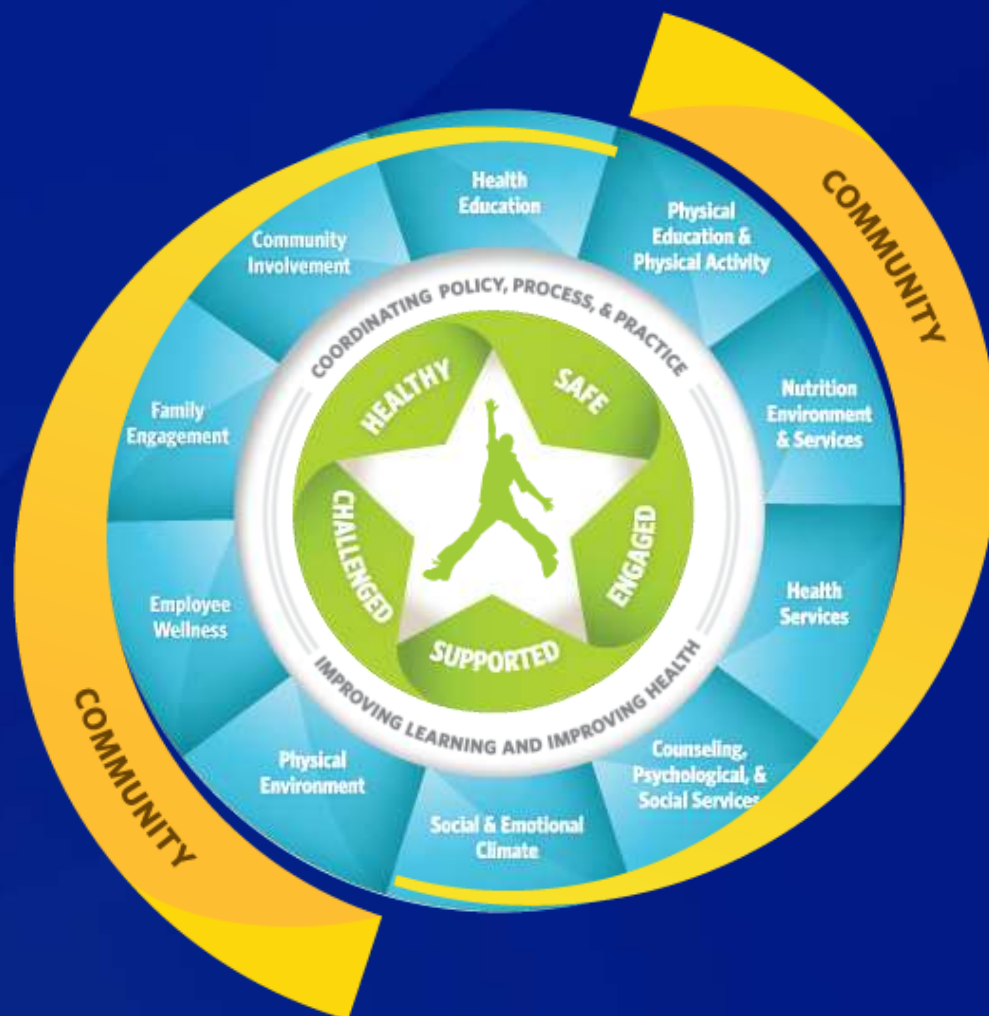 COMMUNITY
Health
Education
Physical
Education &
Physical Activity
Nutrition
Environment
& Services
Health
Services
Counseling,
Psychological, &
Social Services
Social & Emotional
Climate
Physical
Environment
Employee
Wellness
Family
Engagement
Community
Involvement
COORDINATING POLICY, PROCESS, & PRACTICE
IMPROVING LEARNING AND IMPROVING HEALTH
HEALTHY
SAFE
ENGAGED
SUPPORTED
CHALLENGED
COMMUNITY